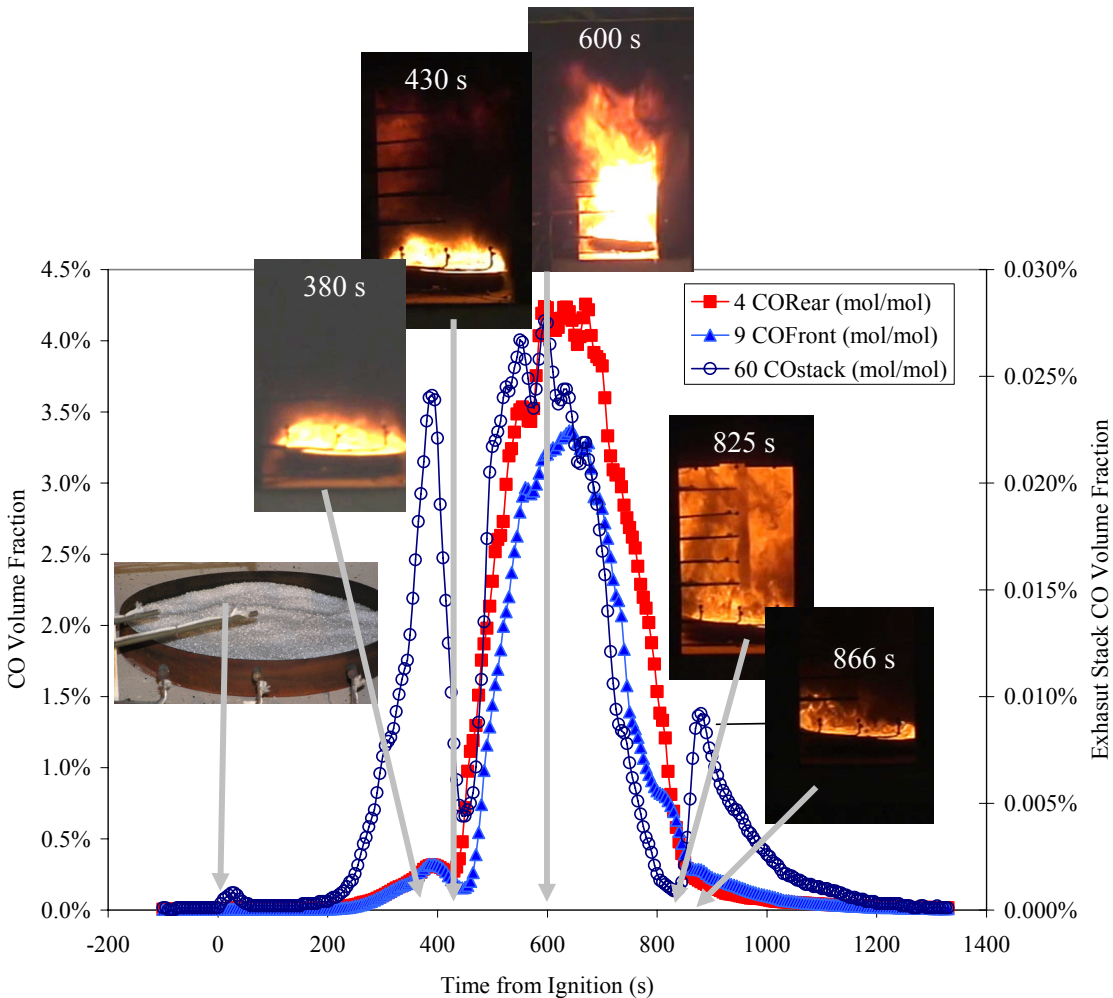 600 s
430 s
380 s
825 s
866 s
4 CORear (mol/mol)
9 COFront (mol/mol)
60 COstack (mol/mol)
CO Volume Fraction
4.5%
4.0%
3.5%
3.0%
2.5%
2.0%
1.5%
1.0%
0.5%
0.0%
Exhasut Stack CO Volume Fraction
0.030%
0.025%
0.020%
0.015%
0.010%
0.005%
0.000%
-200 0 200 400 600 800 1000 1200 1400
Time from Ignition (s)